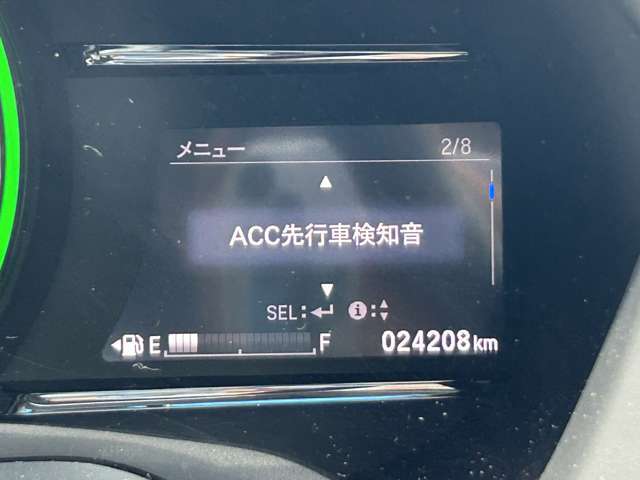 メニュー 2/8
▲
ACC先行車検知音
▼
SEL:↵ i:▲▼
E F 024208km